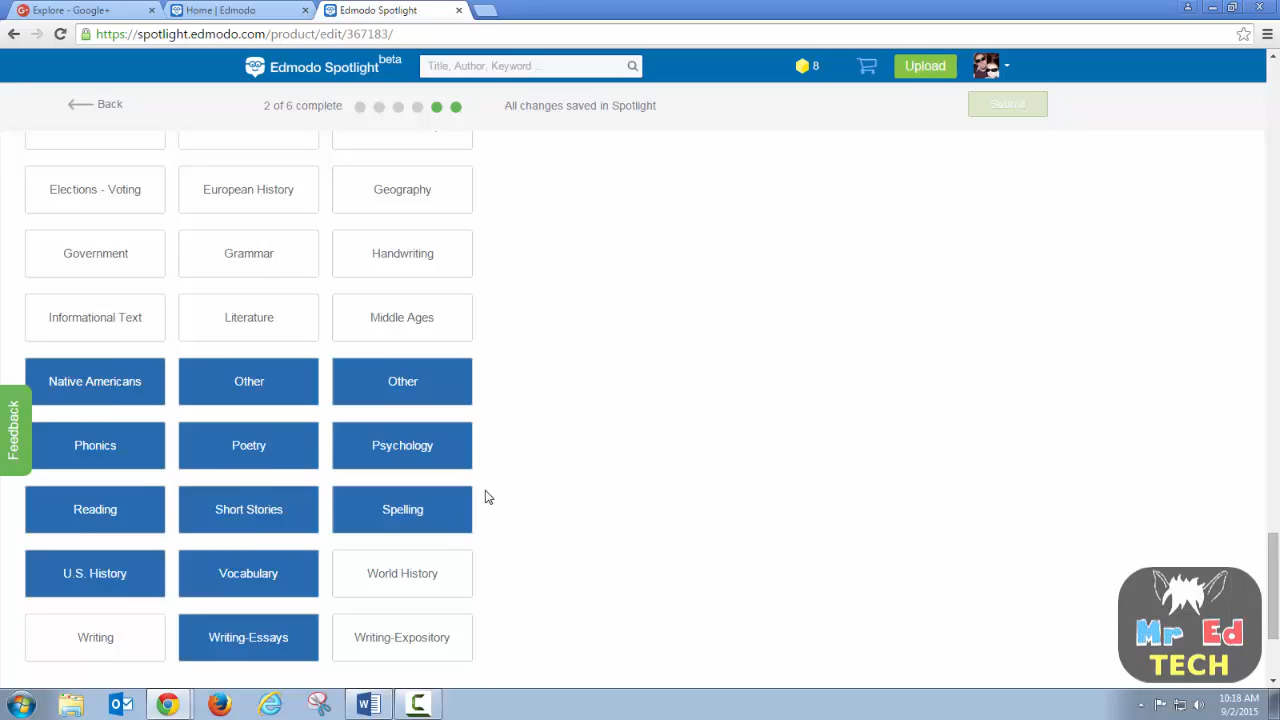 Explore - Google+
Home | Edmodo
Edmodo Spotlight
https://spotlight.edmodo.com/product/edit/367183/
Edmodo Spotlight beta
Title, Author, Keyword ...
8
Upload
Back
2 of 6 complete
All changes saved in Spotlight
Submit
Elections - Voting
European History
Geography
Government
Grammar
Handwriting
Informational Text
Literature
Middle Ages
Native Americans
Other
Other
Feedback
Phonics
Poetry
Psychology
Reading
Short Stories
Spelling
U.S. History
Vocabulary
World History
Writing
Writing-Essays
Writing-Expository
Mr Ed
TECH
10:18 AM
9/2/2015